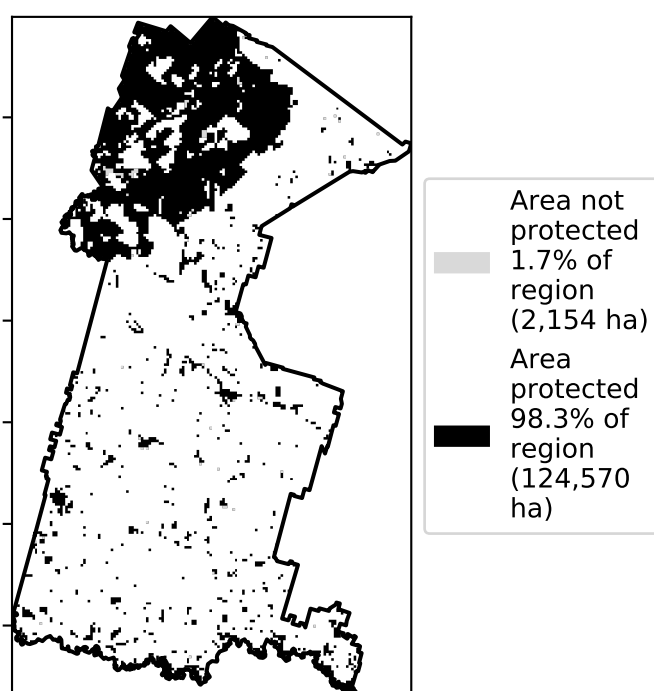 Area not
protected
1.7% of
region
(2,154 ha)
Area
protected
98.3% of
region
(124,570
ha)